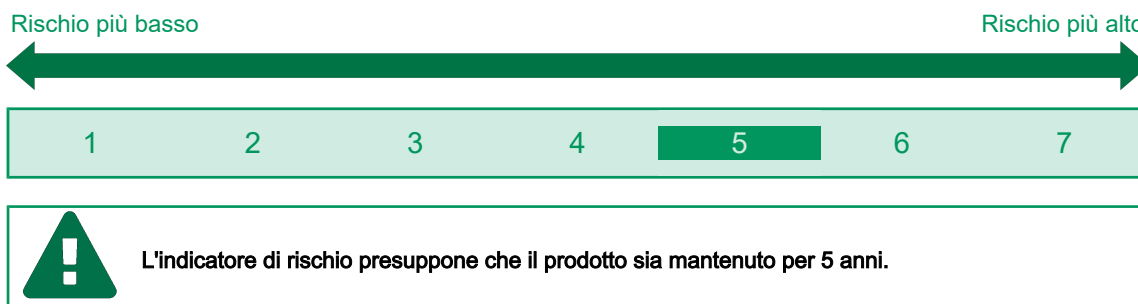 Rischio più basso Rischio più alto
1 2 3 4 5 6 7
L'indicatore di rischio presuppone che il prodotto sia mantenuto per 5 anni.